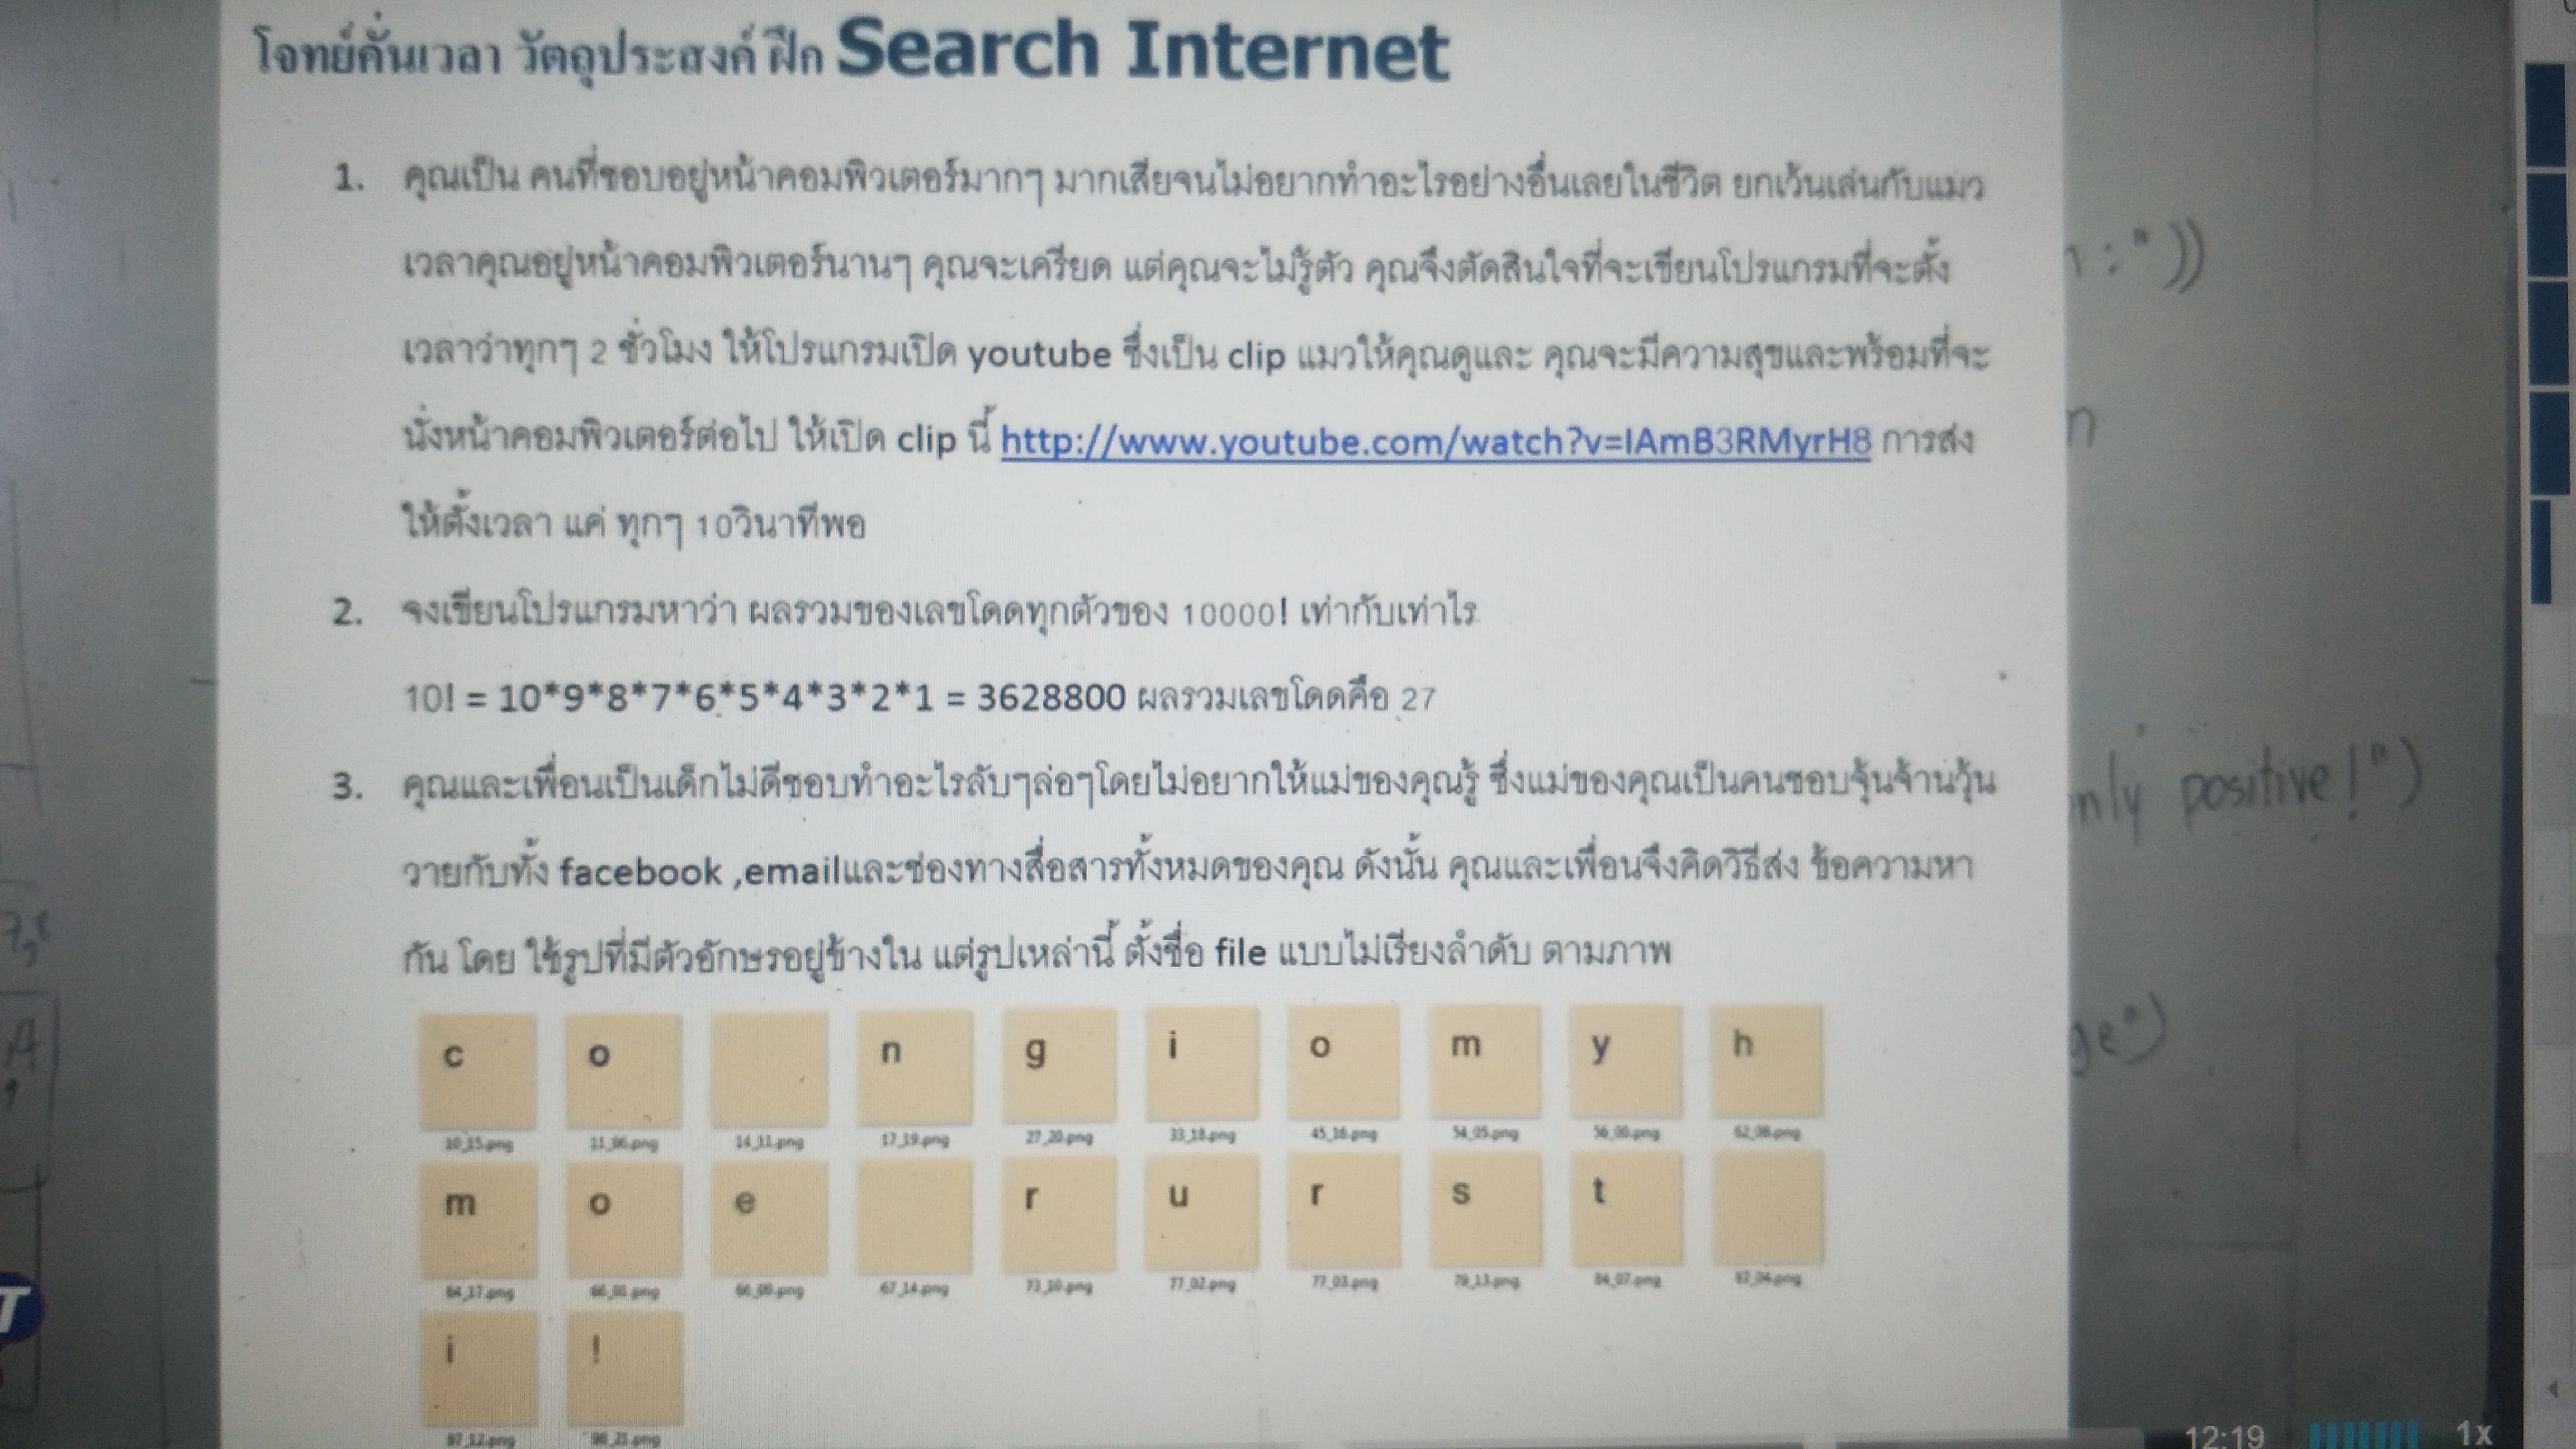 โจทย์คั่นเวลา วัตถุประสงค์ ฝึก Search Internet
1. คุณเป็น คนที่ชอบอยู่หน้าคอมพิวเตอร์มากๆ มากเสียจนไม่อยากทำอะไรอย่างอื่นเลยในชีวิต ยกเว้นเล่นกับแมว
เวลาคุณอยู่หน้าคอมพิวเตอร์นานๆ คุณจะเครียด แต่คุณจะไม่รู้ตัว คุณจึงตัดสินใจที่จะเขียนโปรแกรมที่จะตั้ง
เวลาว่าทุกๆ 2 ชั่วโมง ให้โปรแกรมเปิด youtube ซึ่งเป็น clip แมวให้คุณดูและ คุณจะมีความสุขและพร้อมที่จะ
นั่งหน้าคอมพิวเตอร์ต่อไป ให้เปิด clip นี้ http://www.youtube.com/watch?v=IAmB3RMyrH8 การส่ง
ให้ตั้งเวลา แค่ ทุกๆ 10วินาทีพอ
2. จงเขียนโปรแกรมหาว่า ผลรวมของเลขโดดทุกตัวของ 10000! เท่ากับเท่าไร
10! = 10*9*8*7*6*5*4*3*2*1 = 3628800 ผลรวมเลขโดดคือ 27
3. คุณและเพื่อนเป็นเด็กไม่ดีชอบทำอะไรลับๆล่อๆโดยไม่อยากให้แม่ของคุณรู้ ซึ่งแม่ของคุณเป็นคนชอบจุ้นจ้านวุ้น
วายกับทั้ง facebook ,emailและช่องทางสื่อสารทั้งหมดของคุณ ดังนั้น คุณและเพื่อนจึงคิดวิธีส่ง ข้อความหา
กัน โดย ใช้รูปที่มีตัวอักษรอยู่ข้างใน แต่รูปเหล่านี้ ตั้งชื่อ file แบบไม่เรียงลำดับ ตามภาพ
c o n g i o m y h
10_15.png 11_06.png 14_11.png 17_19.png 27_20.png 33_18.png 45_16.png 54_05.png 56_00.png 62_08.png
m o e r u r s t
64_17.png 66_01.png 66_09.png 67_14.png 73_10.png 77_02.png 77_03.png 79_13.png 84_07.png 87_04.png
i !
97_12.png 98_21.png
:"))
n
only positive!")
ge")
12:19 1x